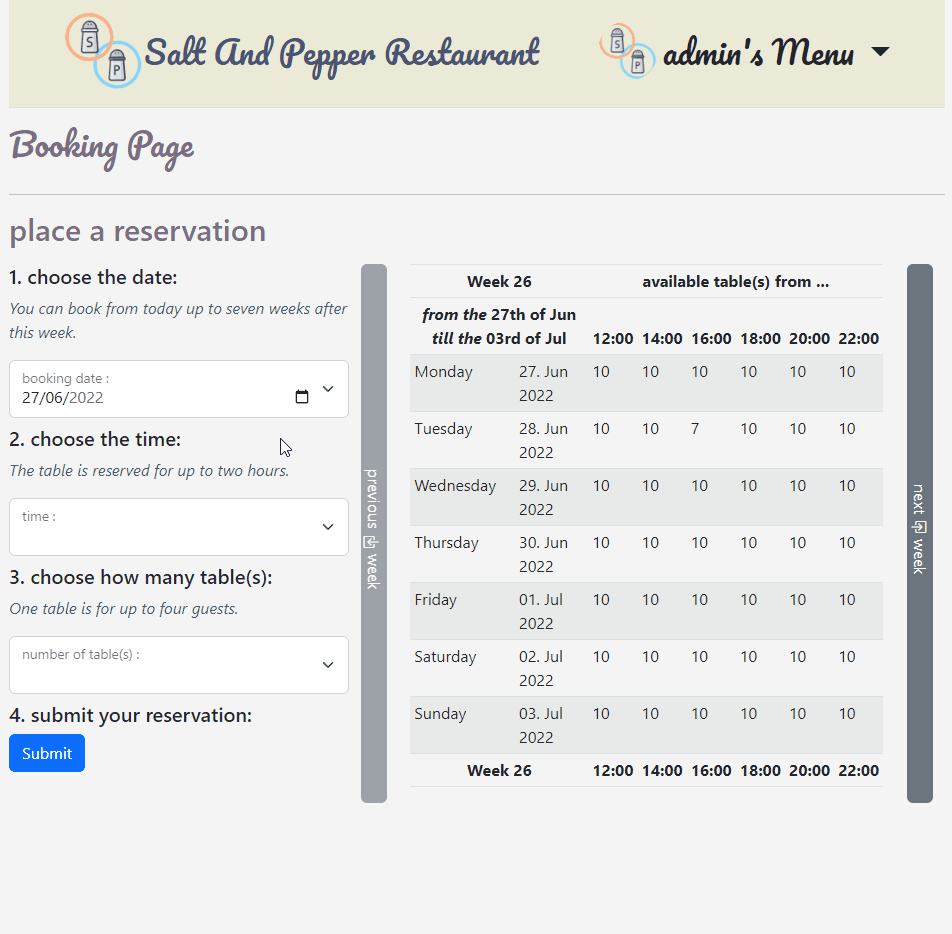 S
P
Salt And Pepper Restaurant
S
P
admin's Menu
Booking Page
place a reservation
1. choose the date:
You can book from today up to seven weeks after
this week.
booking date :
27/06/2022
2. choose the time:
The table is reserved for up to two hours.
time :
3. choose how many table(s):
One table is for up to four guests.
number of table(s) :
4. submit your reservation:
Submit
previous week
Week 26 available table(s) from ...
from the 27th of Jun
till the 03rd of Jul 12:00 14:00 16:00 18:00 20:00 22:00
Monday 27. Jun 10 10 10 10 10 10
2022
Tuesday 28. Jun 10 10 7 10 10 10
2022
Wednesday 29. Jun 10 10 10 10 10 10
2022
Thursday 30. Jun 10 10 10 10 10 10
2022
Friday 01. Jul 10 10 10 10 10 10
2022
Saturday 02. Jul 10 10 10 10 10 10
2022
Sunday 03. Jul 10 10 10 10 10 10
2022
Week 26 12:00 14:00 16:00 18:00 20:00 22:00
next week